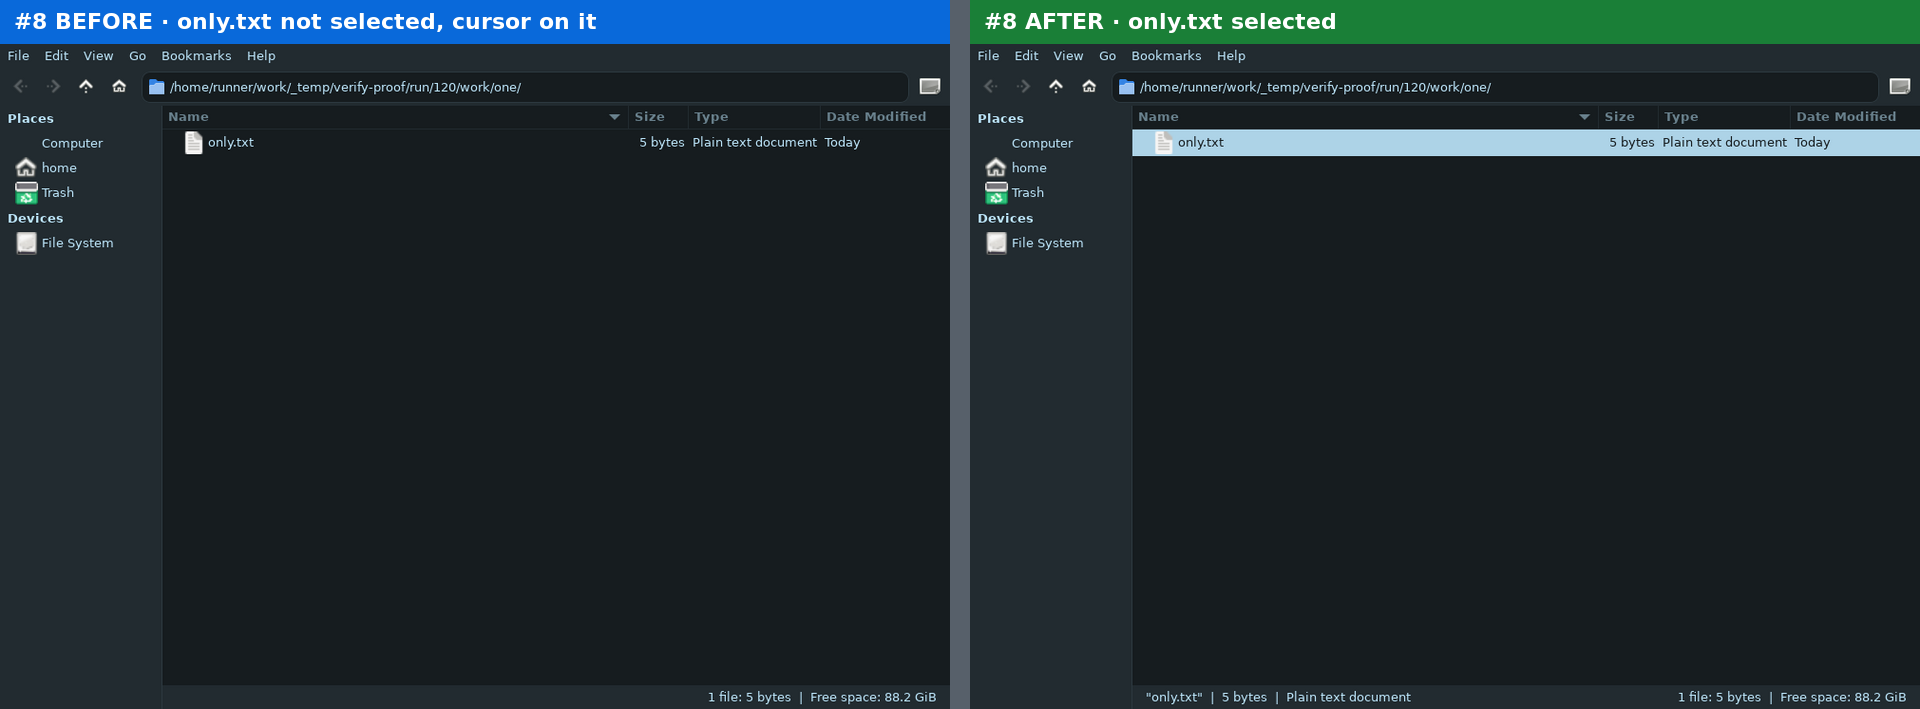 #8 BEFORE · only.txt not selected, cursor on it
File Edit View Go Bookmarks Help
/home/runner/work/_temp/verify-proof/run/120/work/one/
Places
Computer
home
Trash
Devices
File System
Name Size Type Date Modified
only.txt 5 bytes Plain text document Today
1 file: 5 bytes | Free space: 88.2 GiB
#8 AFTER · only.txt selected
File Edit View Go Bookmarks Help
/home/runner/work/_temp/verify-proof/run/120/work/one/
Places
Computer
home
Trash
Devices
File System
Name Size Type Date Modified
only.txt 5 bytes Plain text document Today
"only.txt" | 5 bytes | Plain text document 1 file: 5 bytes | Free space: 88.2 GiB